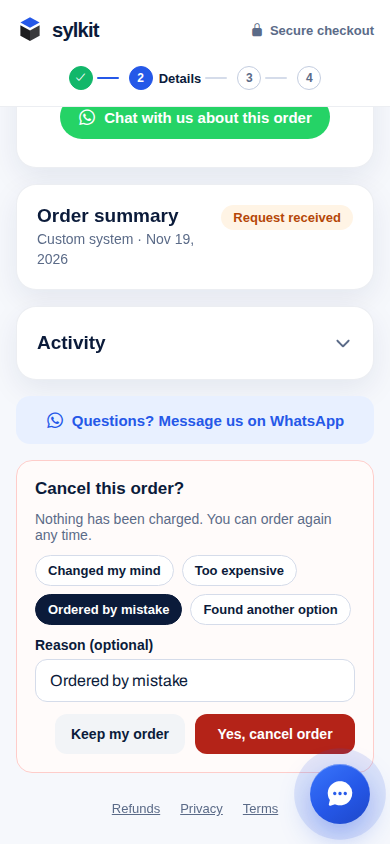 sylkit
Secure checkout
2 Details 3 4
Chat with us about this order
Order summary
Request received
Custom system · Nov 19,
2026
Activity
Questions? Message us on WhatsApp
Cancel this order?
Nothing has been charged. You can order again
any time.
Changed my mind
Too expensive
Ordered by mistake
Found another option
Reason (optional)
Ordered by mistake
Keep my order
Yes, cancel order
Refunds Privacy Terms